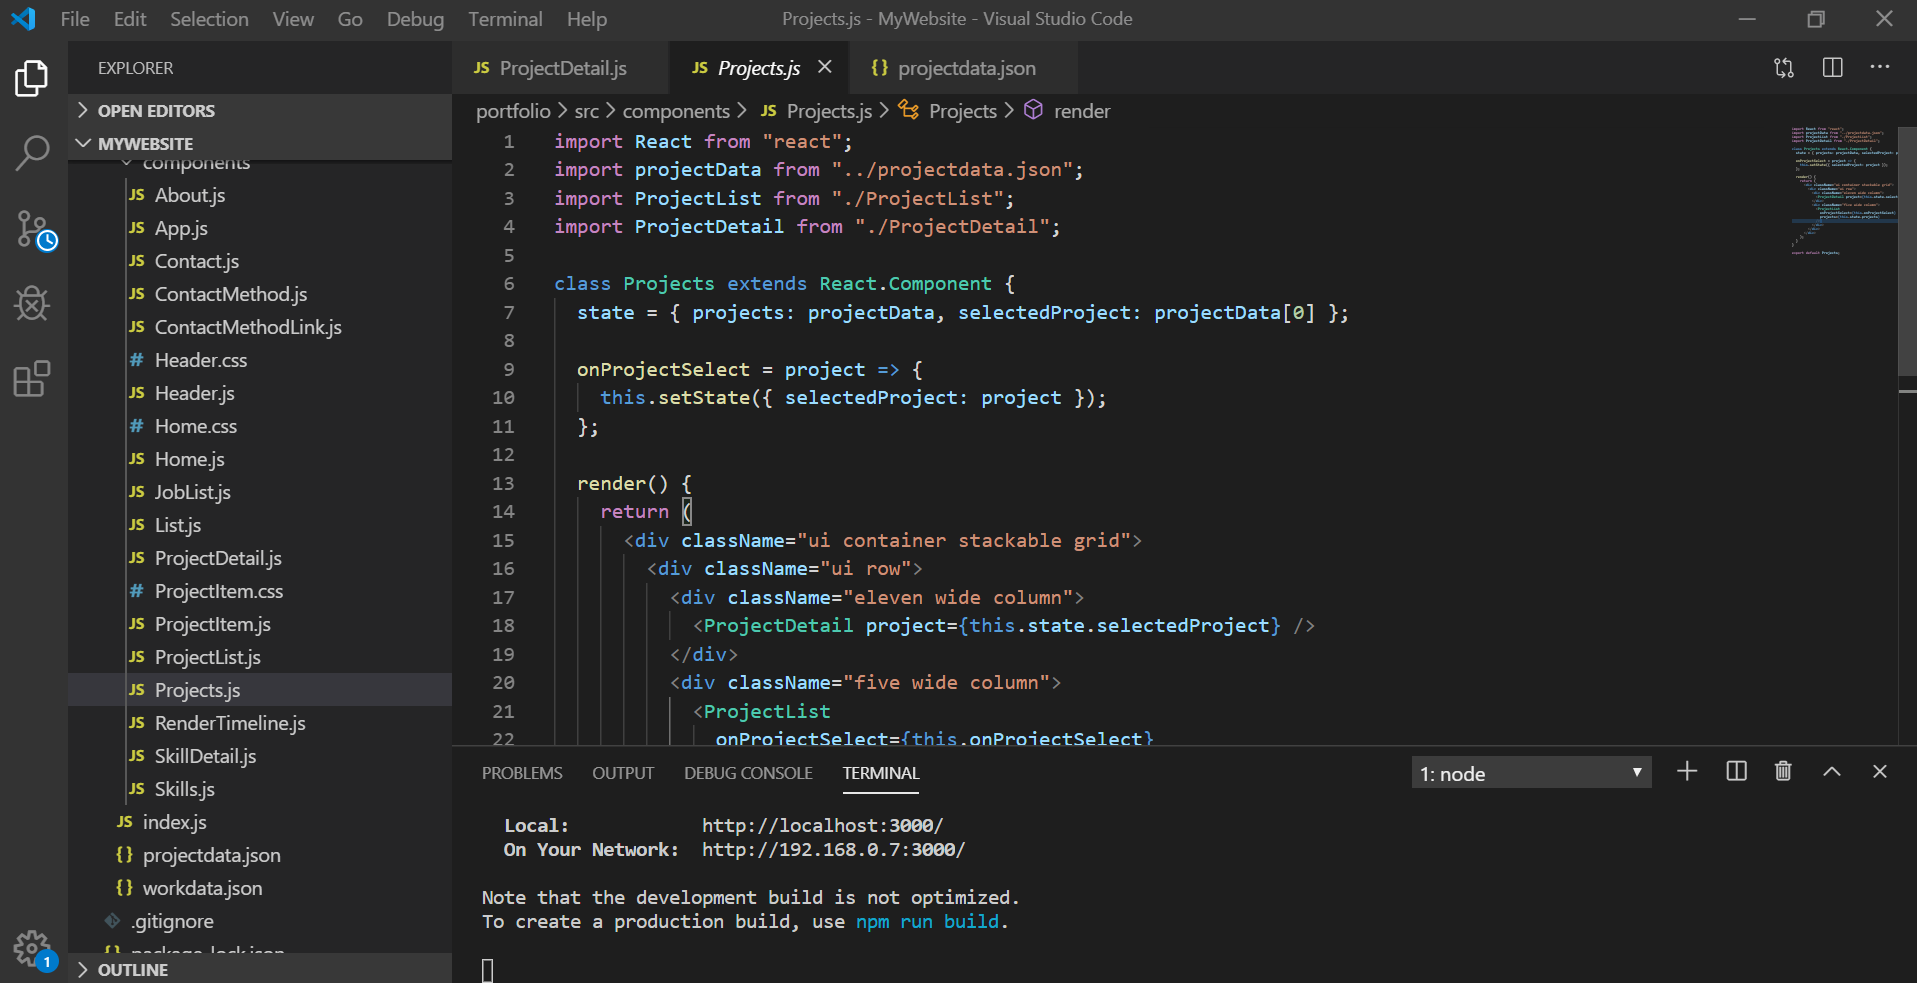 File Edit Selection View Go Debug Terminal Help
Projects.js - MyWebsite - Visual Studio Code
EXPLORER
OPEN EDITORS
MYWEBSITE
components
JS About.js
JS App.js
JS Contact.js
JS ContactMethod.js
JS ContactMethodLink.js
# Header.css
JS Header.js
# Home.css
JS Home.js
JS JobList.js
JS List.js
JS ProjectDetail.js
# ProjectItem.css
JS ProjectItem.js
JS ProjectList.js
JS Projects.js
JS RenderTimeline.js
JS SkillDetail.js
JS Skills.js
JS index.js
{} projectdata.json
{} workdata.json
.gitignore
{} package-lock.json
OUTLINE
1
JS ProjectDetail.js
JS Projects.js
{} projectdata.json
portfolio > src > components > JS Projects.js > Projects > render
1 import React from "react";
2 import projectData from "../projectdata.json";
3 import ProjectList from "./ProjectList";
4 import ProjectDetail from "./ProjectDetail";
5
6 class Projects extends React.Component {
7 state = { projects: projectData, selectedProject: projectData[0] };
8
9 onProjectSelect = project => {
10 this.setState({ selectedProject: project });
11 };
12
13 render() {
14 return (
15 <div className="ui container stackable grid">
16 <div className="ui row">
17 <div className="eleven wide column">
18 <ProjectDetail project={this.state.selectedProject} />
19 </div>
20 <div className="five wide column">
21 <ProjectList
22 onProjectSelect={this.onProjectSelect}
PROBLEMS OUTPUT DEBUG CONSOLE TERMINAL
1: node
Local: http://localhost:3000/
On Your Network: http://192.168.0.7:3000/
Note that the development build is not optimized.
To create a production build, use npm run build.